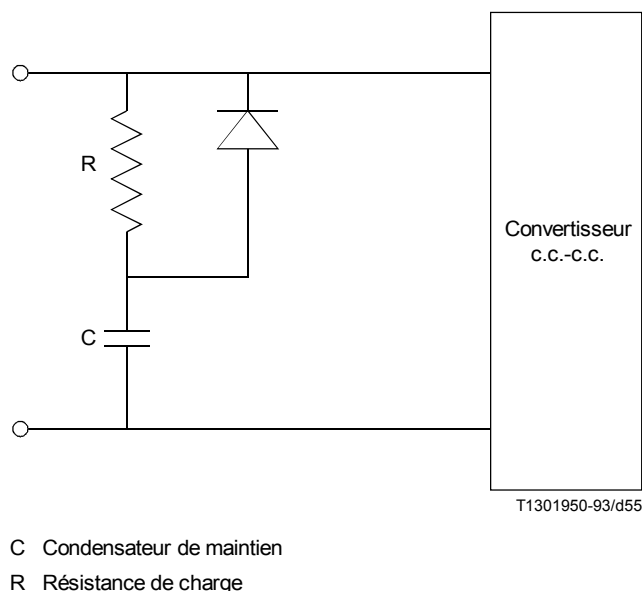 R
Convertisseur
c.c.-c.c.
C
T1301950-93/d55
C Condensateur de maintien
R Résistance de charge